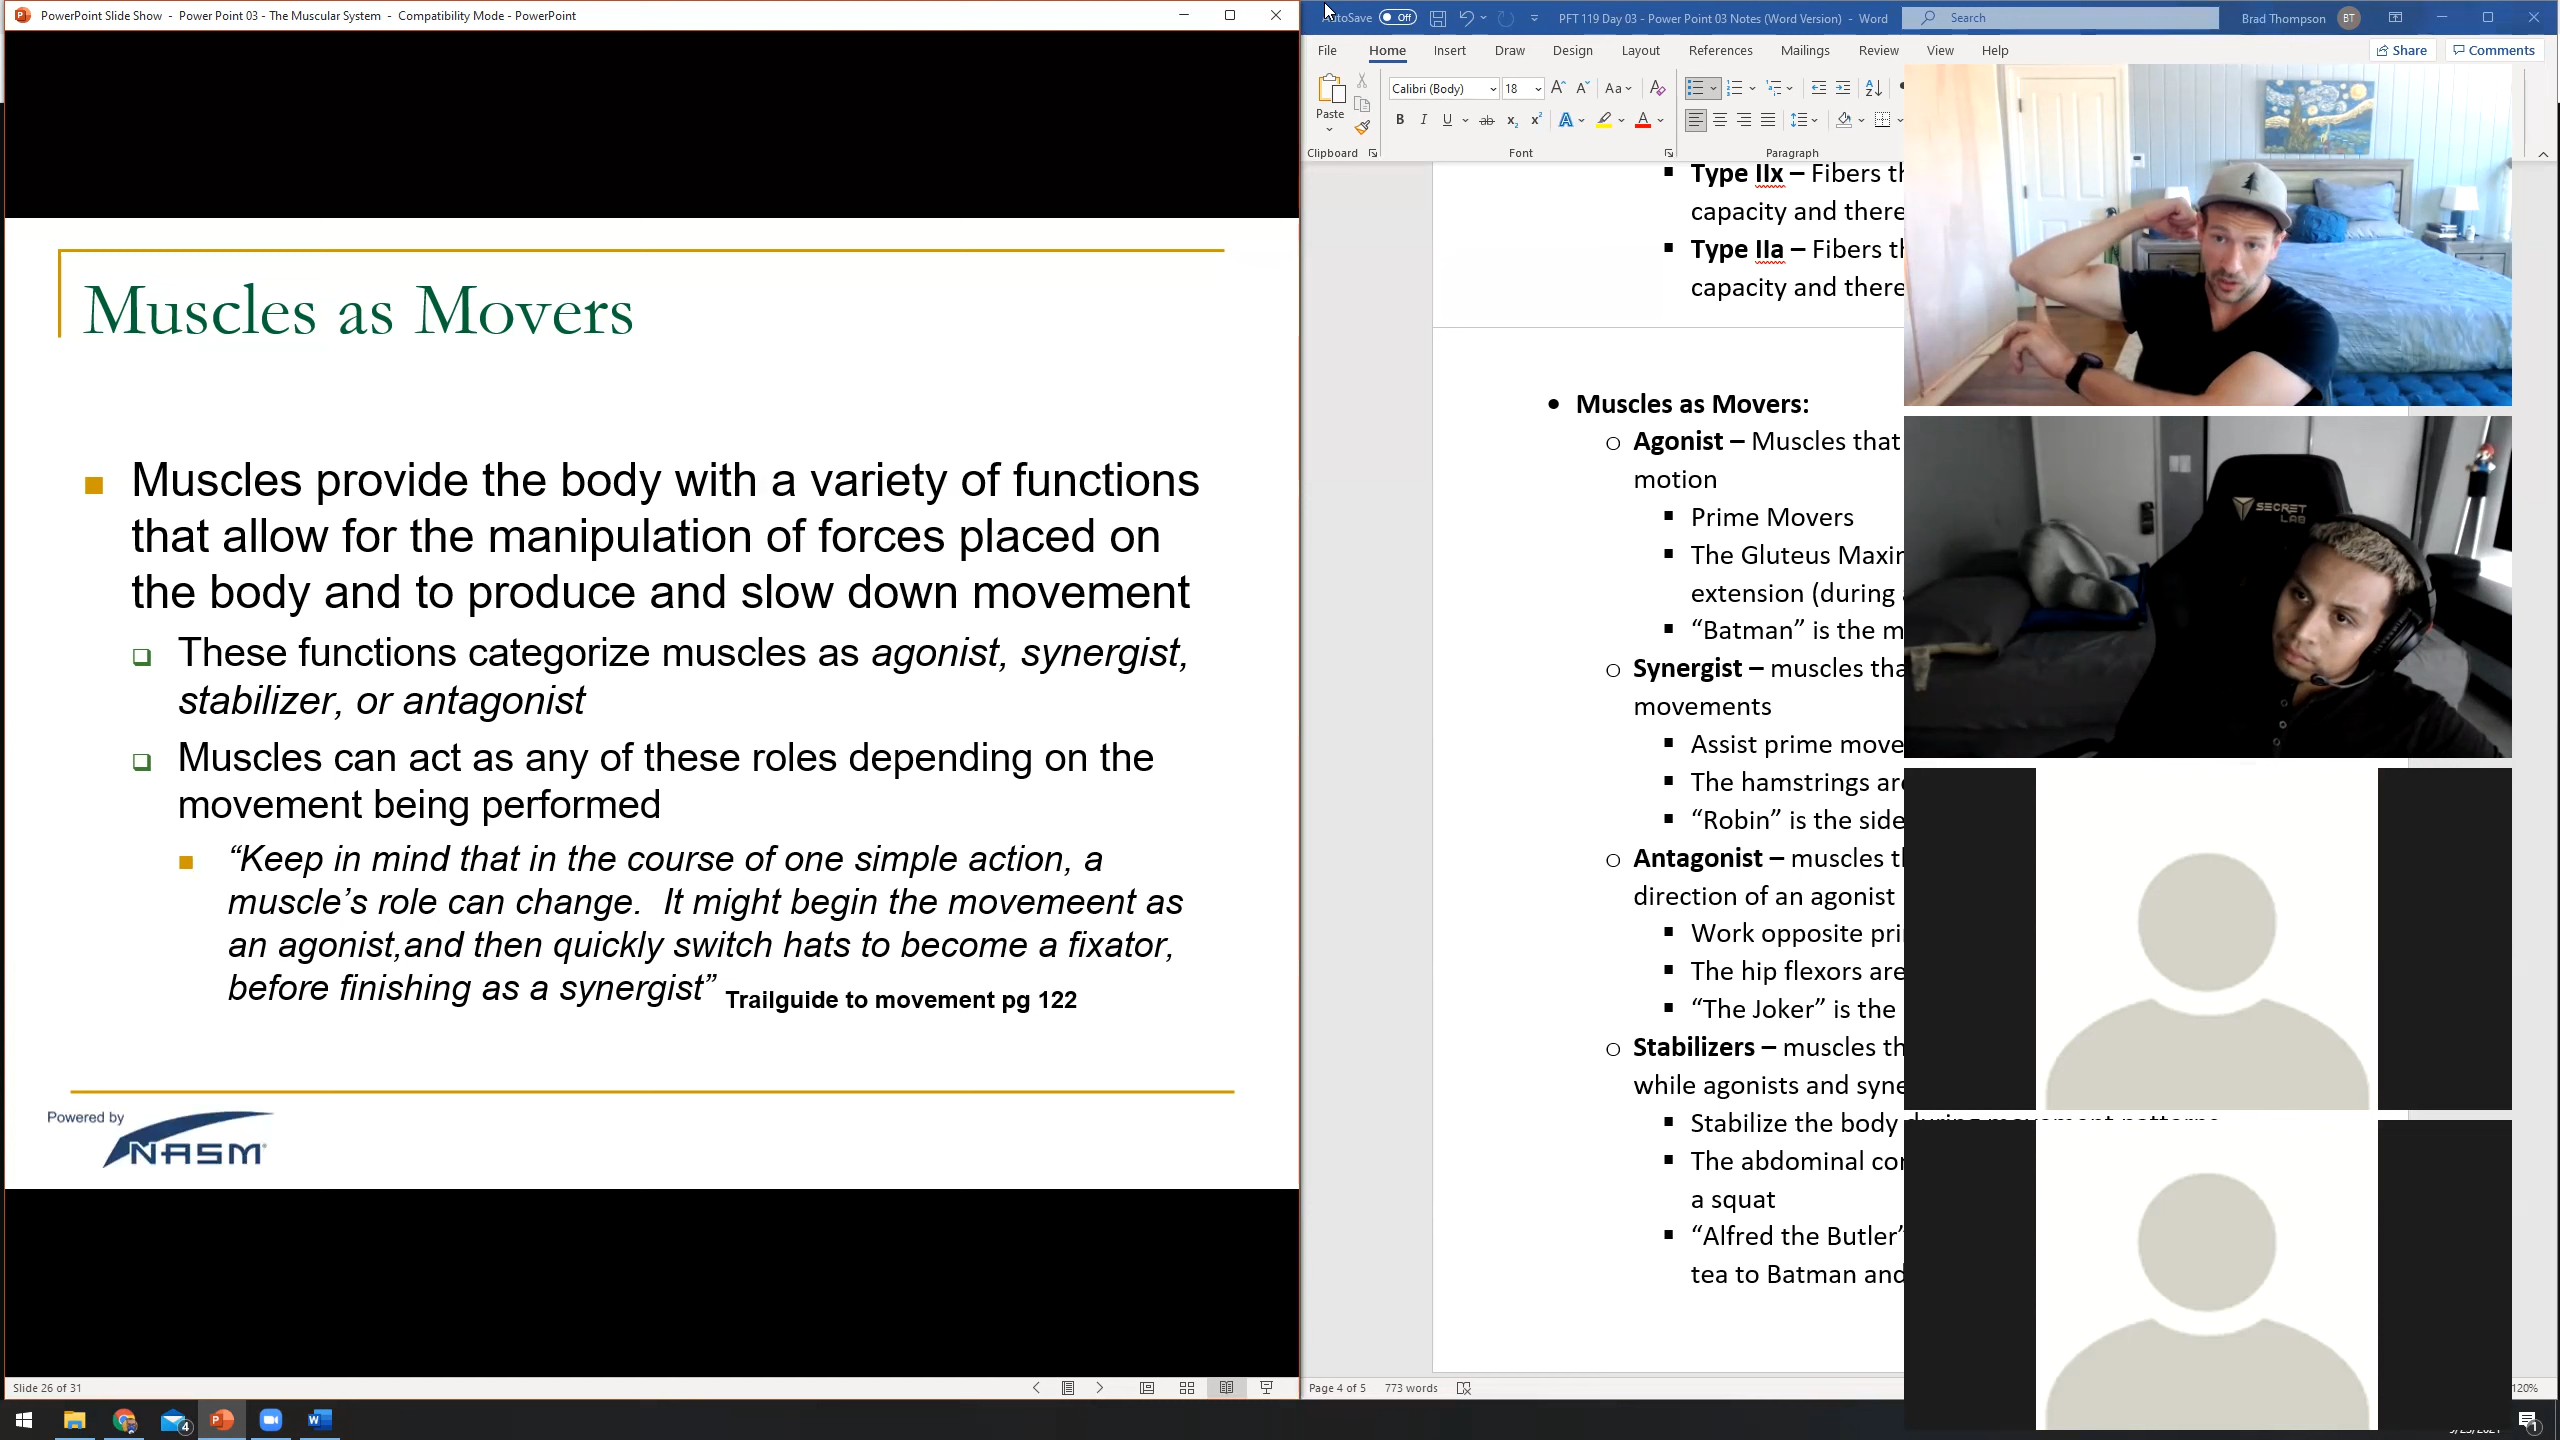 PowerPoint Slide Show - Power Point 03 - The Muscular System - Compatibility Mode - PowerPoint
Muscles as Movers
Muscles provide the body with a variety of functions
that allow for the manipulation of forces placed on
the body and to produce and slow down movement
These functions categorize muscles as agonist, synergist,
stabilizer, or antagonist
Muscles can act as any of these roles depending on the
movement being performed
“Keep in mind that in the course of one simple action, a
muscle’s role can change. It might begin the movemeent as
an agonist,and then quickly switch hats to become a fixator,
before finishing as a synergist” Trailguide to movement pg 122
Powered by
NASM
Slide 26 of 31
AutoSave Off PFT 119 Day 03 - Power Point 03 Notes (Word Version) - Word Search Brad Thompson BT
File Home Insert Draw Design Layout References Mailings Review View Help Share Comments
Paste Calibri (Body) 18
Clipboard Font Paragraph
Type IIx – Fibers
capacity and there
Type IIa – Fibers
capacity and there
Muscles as Movers:
Agonist – Muscles that
motion
Prime Movers
The Gluteus
extension (during
“Batman” is the
Synergist – muscles
movements
Assist prime
The hamstrings
“Robin” is the
Antagonist – muscles
direction of an agonist
Work opposite
The hip flexors are
“The Joker” is the
Stabilizers – muscles
while agonists and
Stabilize the body during movement patterns
The abdominal
a squat
“Alfred the Butler”
tea to Batman and
SECRET
LAB
Page 4 of 5 773 words 120%
4
1